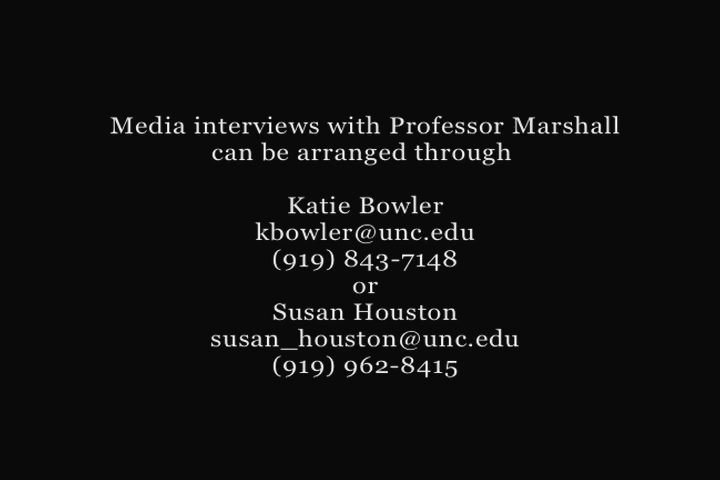 Media interviews with Professor Marshall
can be arranged through
Katie Bowler
kbowler@unc.edu
(919) 843-7148
or
Susan Houston
susan_houston@unc.edu
(919) 962-8415